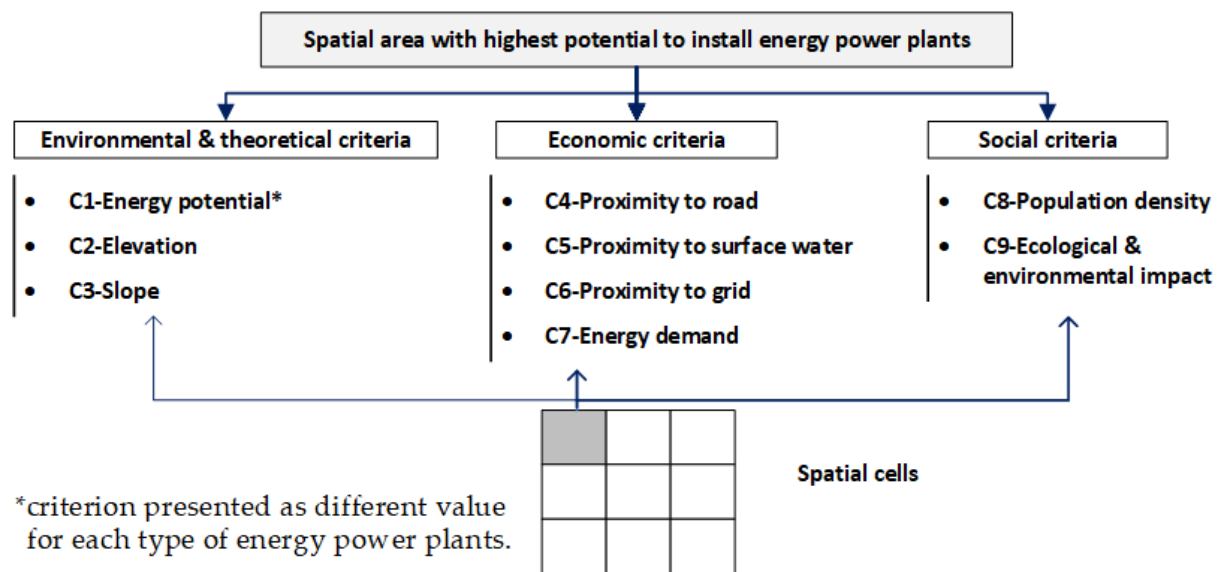 Spatial area with highest potential to install energy power plants
Environmental & theoretical criteria
• C1-Energy potential*
• C2-Elevation
• C3-Slope
Economic criteria
• C4-Proximity to road
• C5-Proximity to surface water
• C6-Proximity to grid
• C7-Energy demand
Social criteria
• C8-Population density
• C9-Ecological &
environmental impact
Spatial cells
*criterion presented as different value
for each type of energy power plants.